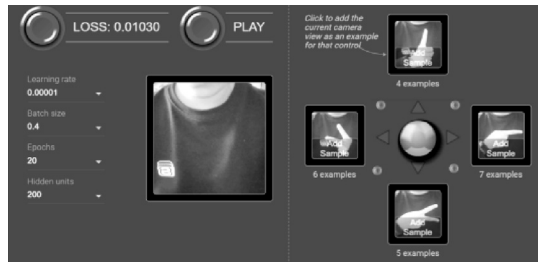 LOSS: 0.01030
PLAY
Learning rate
0.00001
Batch size
0.4
Epochs
20
Hidden units
200
Click to add the
current camera
view as an example
for that control
Add
Sample
4 examples
Add
Sample
6 examples
Add
Sample
7 examples
Add
Sample
5 examples